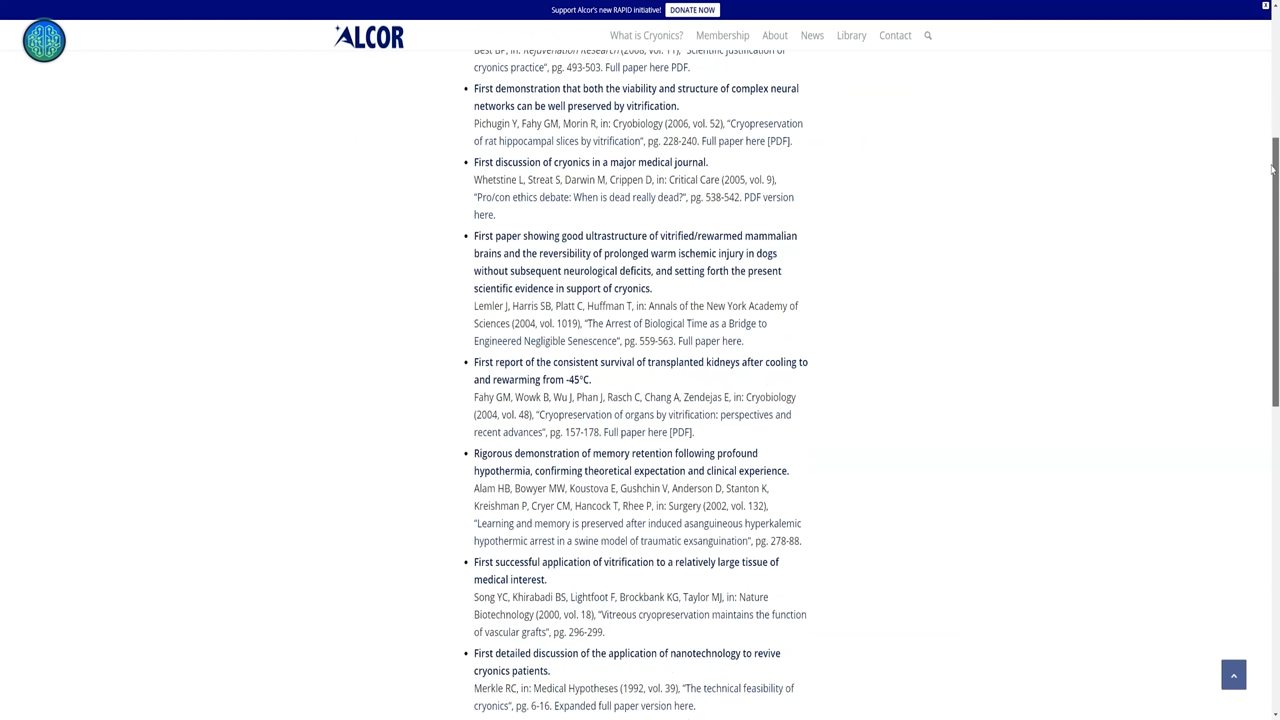 Support Alcor's new RAPID initiative! DONATE NOW
X
ALCOR
What is Cryonics? Membership About News Library Contact
Best BP, in: Rejuvenation Research (2008, vol. 11), "Scientific justification of
cryonics practice", pg. 493-503. Full paper here PDF.
• First demonstration that both the viability and structure of complex neural
networks can be well preserved by vitrification.
Pichugin Y, Fahy GM, Morin R, in: Cryobiology (2006, vol. 52), "Cryopreservation
of rat hippocampal slices by vitrification", pg. 228-240. Full paper here [PDF].
• First discussion of cryonics in a major medical journal.
Whetstine L, Streat S, Darwin M, Crippen D, in: Critical Care (2005, vol. 9),
"Pro/con ethics debate: When is dead really dead?", pg. 538-542. PDF version
here.
• First paper showing good ultrastructure of vitrified/rewarmed mammalian
brains and the reversibility of prolonged warm ischemic injury in dogs
without subsequent neurological deficits, and setting forth the present
scientific evidence in support of cryonics.
Lemler J, Harris SB, Platt C, Huffman T, in: Annals of the New York Academy of
Sciences (2004, vol. 1019), "The Arrest of Biological Time as a Bridge to
Engineered Negligible Senescence", pg. 559-563. Full paper here.
• First report of the consistent survival of transplanted kidneys after cooling to
and rewarming from -45°C.
Fahy GM, Wowk B, Wu J, Phan J, Rasch C, Chang A, Zendejas E, in: Cryobiology
(2004, vol. 48), "Cryopreservation of organs by vitrification: perspectives and
recent advances", pg. 157-178. Full paper here [PDF].
• Rigorous demonstration of memory retention following profound
hypothermia, confirming theoretical expectation and clinical experience.
Alam HB, Bowyer MW, Koustova E, Gushchin V, Anderson D, Stanton K,
Kreishman P, Cryer CM, Hancock T, Rhee P, in: Surgery (2002, vol. 132),
"Learning and memory is preserved after induced asanguineous hyperkalemic
hypothermic arrest in a swine model of traumatic exsanguination", pg. 278-88.
• First successful application of vitrification to a relatively large tissue of
medical interest.
Song YC, Khirabadi BS, Lightfoot F, Brockbank KG, Taylor MJ, in: Nature
Biotechnology (2000, vol. 18), "Vitreous cryopreservation maintains the function
of vascular grafts", pg. 296-299.
• First detailed discussion of the application of nanotechnology to revive
cryonics patients.
Merkle RC, in: Medical Hypotheses (1992, vol. 39), "The technical feasibility of
cryonics", pg. 6-16. Expanded full paper version here.